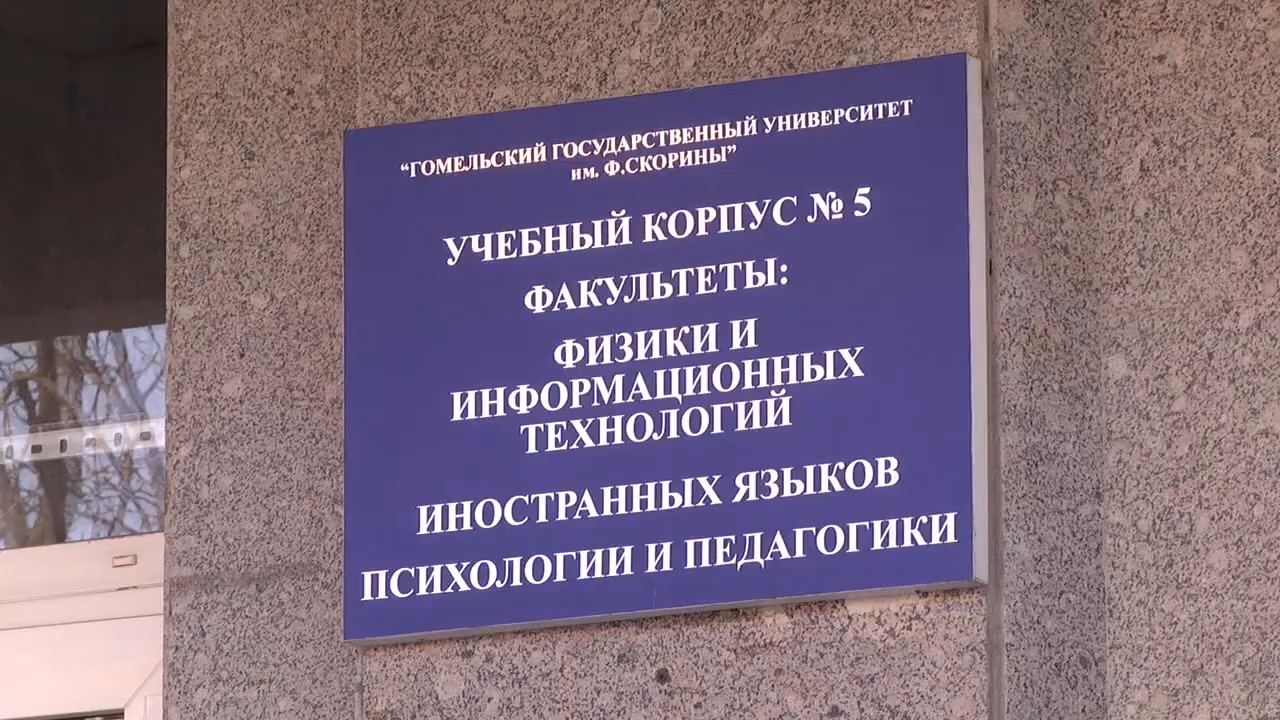 “ГОМЕЛЬСКИЙ ГОСУДАРСТВЕННЫЙ УНИВЕРСИТЕТ
им. Ф.СКОРИНЫ”
УЧЕБНЫЙ КОРПУС № 5
ФАКУЛЬТЕТЫ:
ФИЗИКИ И
ИНФОРМАЦИОННЫХ
ТЕХНОЛОГИЙ
ИНОСТРАННЫХ ЯЗЫКОВ
ПСИХОЛОГИИ И ПЕДАГОГИКИ